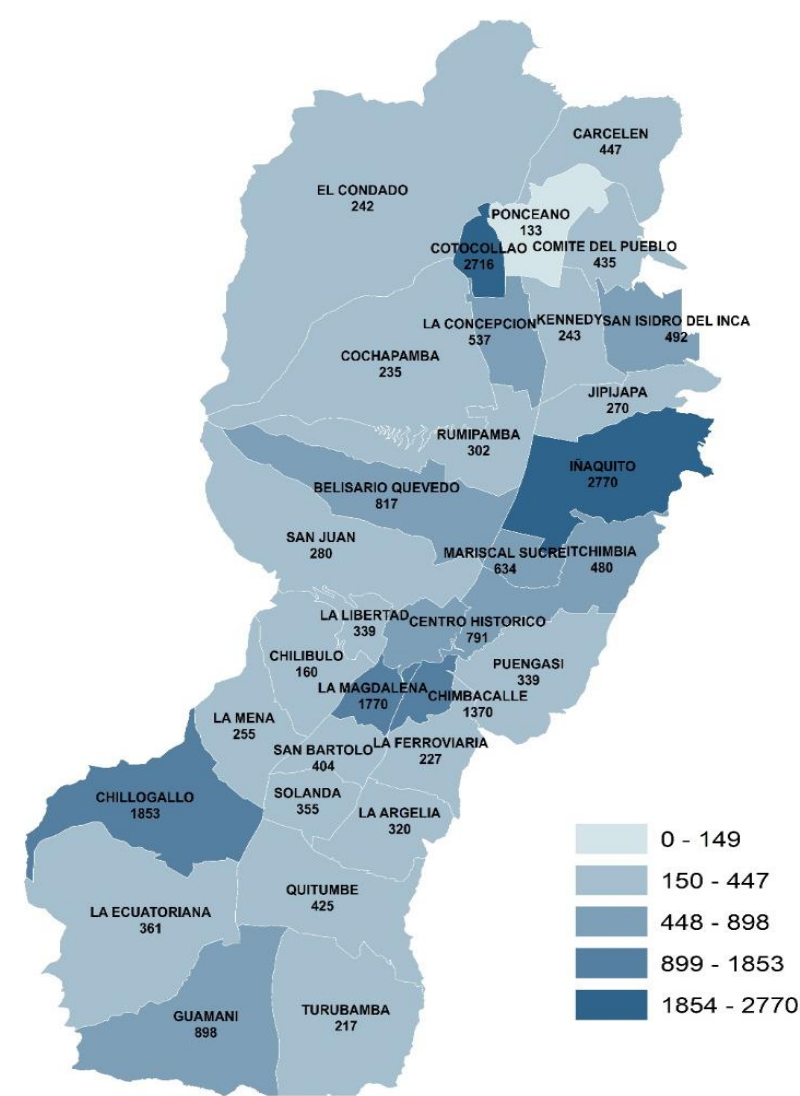 CARCELEN
447
EL CONDADO
242
PONCEANO
133
COTOCOLLAO
2716
COMITE DEL PUEBLO
435
LA CONCEPCION
537
KENNEDY
243
SAN ISIDRO DEL INCA
492
COCHAPAMBA
235
JIPIJAPA
270
RUMIPAMBA
302
IÑAQUITO
2770
BELISARIO QUEVEDO
817
SAN JUAN
280
MARISCAL SUCRE
634
ITCHIMBIA
480
LA LIBERTAD
339
CENTRO HISTORICO
791
CHILIBULO
160
PUENGASI
339
LA MAGDALENA
1770
CHIMBACALLE
1370
LA MENA
255
SAN BARTOLO
404
LA FERROVIARIA
227
CHILLOGALLO
1853
SOLANDA
355
LA ARGELIA
320
QUITUMBE
425
LA ECUATORIANA
361
GUAMANI
898
TURUBAMBA
217
0 - 149
150 - 447
448 - 898
899 - 1853
1854 - 2770